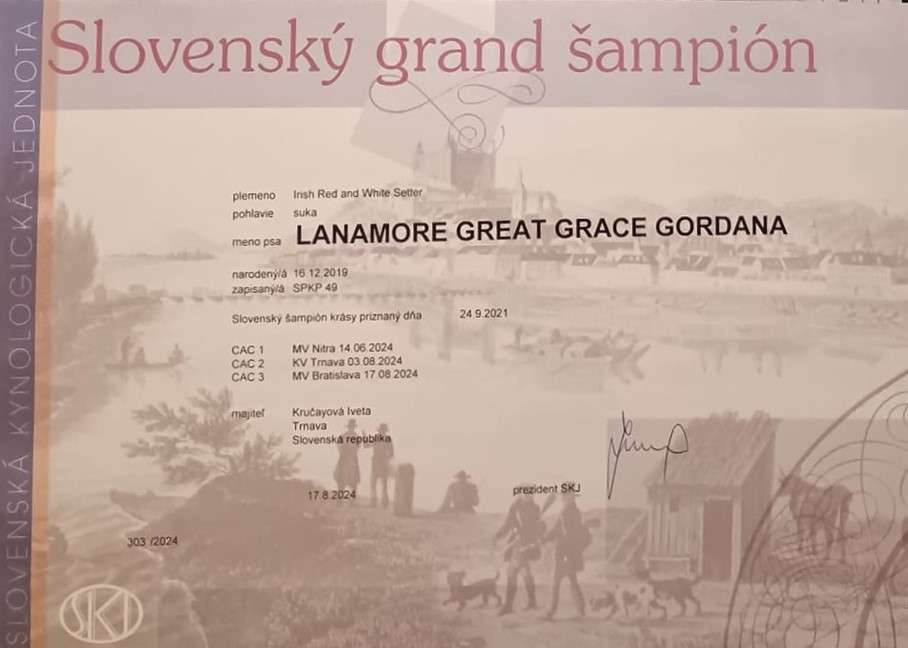 Slovenský grand šampión
SLOVENSKÁ KYNOLOGICKÁ JEDNOTA
plemeno Irish Red and White Setter
pohlavie suka
meno psa LANAMORE GREAT GRACE GORDANA
narodený/á 16.12.2019
zapísaný/á SPKP 49
Slovenský šampión krásy priznaný dňa 24.9.2021
CAC 1 MV Nitra 14.06.2024
CAC 2 KV Trnava 03.08.2024
CAC 3 MV Bratislava 17.08.2024
majiteľ Kručayová Iveta
Trnava
Slovenská republika
17.8.2024
prezident SKJ
303 /2024
SKJ